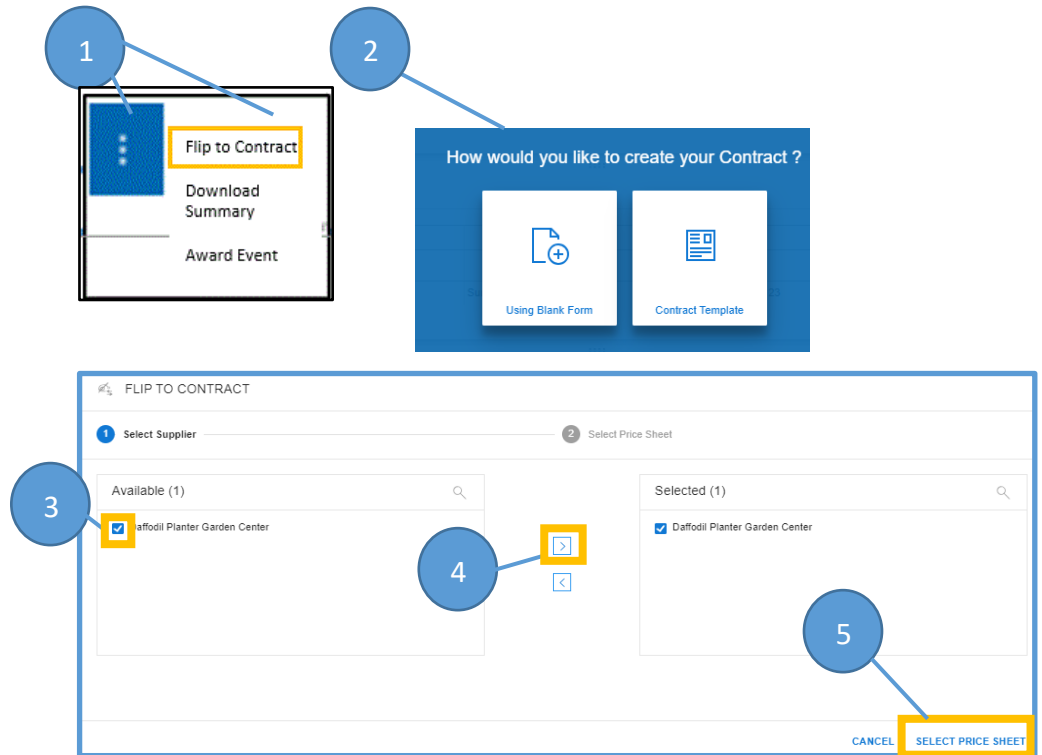 1
2
Flip to Contract
Download
Summary
Award Event
How would you like to create your Contract ?
Using Blank Form
Contract Template
FLIP TO CONTRACT
1 Select Supplier
2 Select Price Sheet
3
Available (1)
Daffodil Planter Garden Center
4
>
<
Selected (1)
Daffodil Planter Garden Center
5
CANCEL
SELECT PRICE SHEET